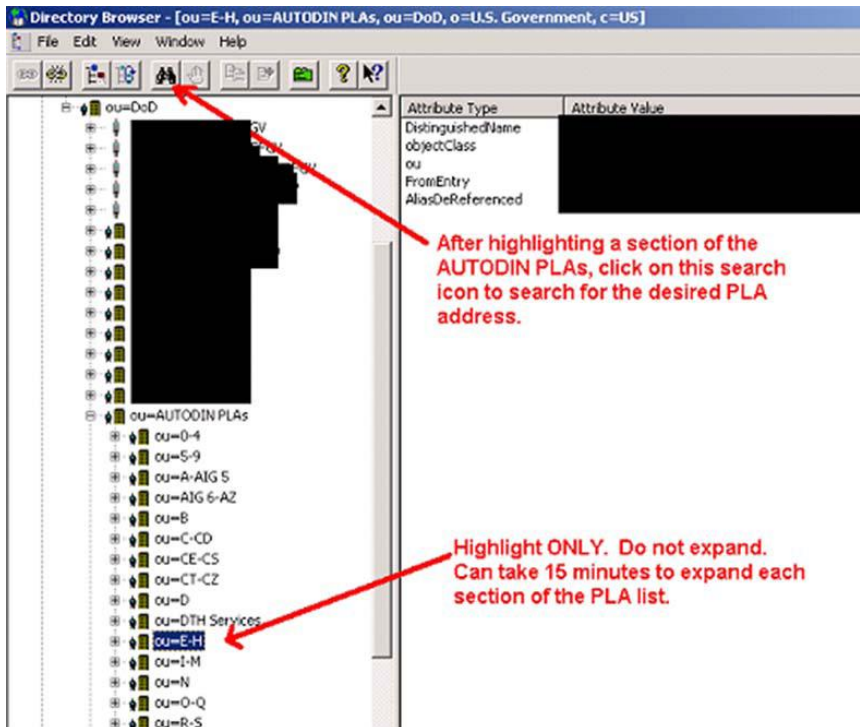 Directory Browser - [ou=E-H, ou=AUTODIN PLAs, ou=DoD, o=U.S. Government, c=US]
File Edit View Window Help
ou=DoD
GV
Attribute Type Attribute Value
DistinguishedName
objectClass
ou
FromEntry
AliasDeReferenced
After highlighting a section of the
AUTODIN PLAs, click on this search
icon to search for the desired PLA
address.
ou=AUTODIN PLAs
ou=0-4
ou=5-9
ou=A-AIG 5
ou=AIG 6-AZ
ou=B
ou=C-CD
ou=CE-CS
ou=CT-CZ
ou=D
ou=DTH Services
ou=E-H
ou=I-M
ou=N
ou=O-Q
ou=R-S
Highlight ONLY. Do not expand.
Can take 15 minutes to expand each
section of the PLA list.